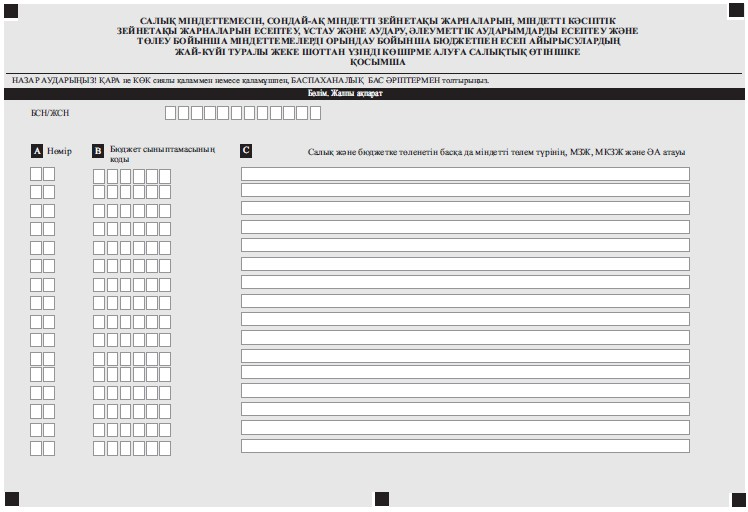 САЛЫҚ МІНДЕТТЕМЕСІН, СОНДАЙ-АҚ МІНДЕТТІ ЗЕЙНЕТАҚЫ ЖАРНАЛАРЫН, МІНДЕТТІ КӘСІПТІК
ЗЕЙНЕТАҚЫ ЖАРНАЛАРЫН ЕСЕПТЕУ, ҰСТАУ ЖӘНЕ АУДАРУ, ӘЛЕУМЕТТІК АУДАРЫМДАРДЫ ЕСЕПТЕУ ЖӘНЕ
ТӨЛЕУ БОЙЫНША МІНДЕТТЕМЕЛЕРДІ ОРЫНДАУ БОЙЫНША БЮДЖЕТПЕН ЕСЕП АЙЫРЫСУЛАРДЫҢ
ЖАЙ-КҮЙІ ТУРАЛЫ ЖЕКЕ ШОТТАН ҮЗІНДІ КӨШІРМЕ АЛУҒА САЛЫҚТЫҚ ӨТІНІШКЕ
ҚОСЫМША
НАЗАР АУДАРЫҢЫЗ! ҚАРА не КӨК сиялы қаламмен немесе қаламұшпен, БАСПАХАНАЛЫҚ БАС ӘРІПТЕРМЕН толтырыңыз.
Бөлім. Жалпы ақпарат
БСН/ЖСН
A Нөмір B Бюджет сыныптамасының коды C Салық және бюджетке төленетін басқа да міндетті төлем түрінің, МЗЖ, МКЗЖ және ӘА атауы